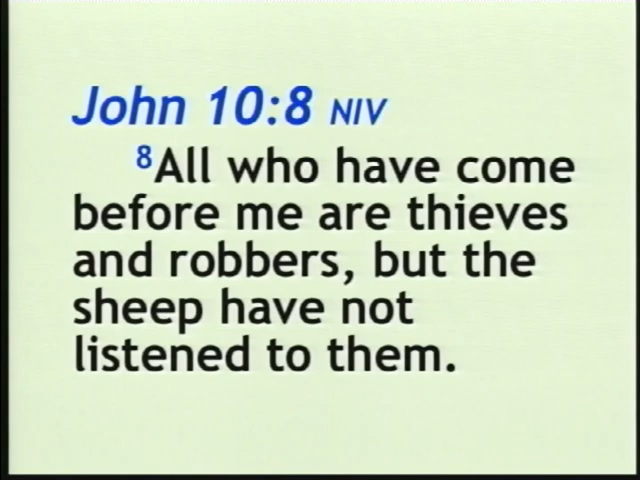 John 10:8 NIV
8All who have come
before me are thieves
and robbers, but the
sheep have not
listened to them.